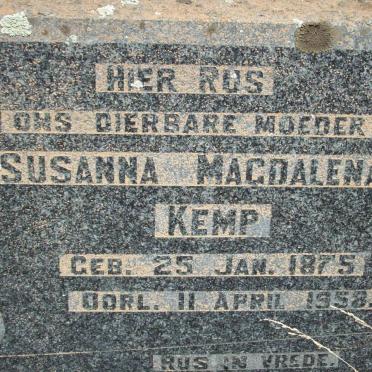 HIER RUS
ONS DIERBARE MOEDER
SUSANNA MAGDALENA
KEMP
GEB. 25 JAN. 1875
OORL. 11 APRIL 1958.
RUS IN VREDE.